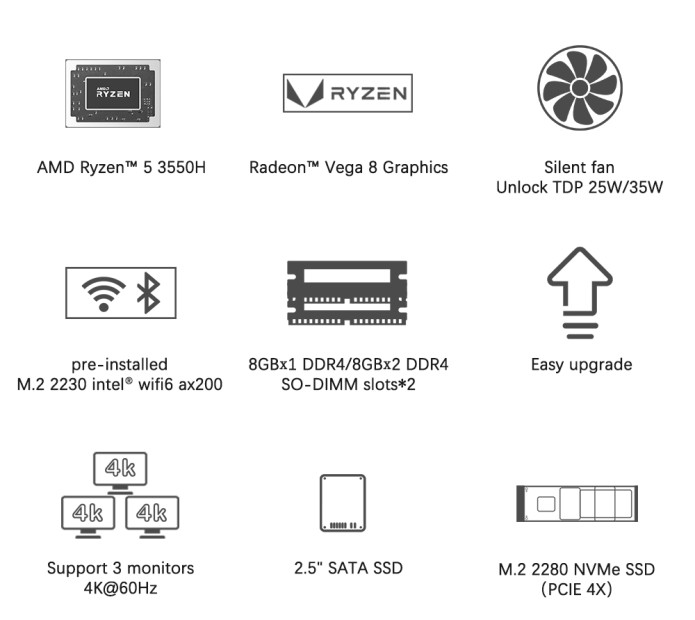 AMD
RYZEN
RYZEN
AMD Ryzen™ 5 3550H
Radeon™ Vega 8 Graphics
Silent fan
Unlock TDP 25W/35W
pre-installed
M.2 2230 intel® wifi6 ax200
8GBx1 DDR4/8GBx2 DDR4
SO-DIMM slots*2
Easy upgrade
4k
4k
4k
Support 3 monitors
4K@60Hz
2.5" SATA SSD
M.2 2280 NVMe SSD
(PCIE 4X)